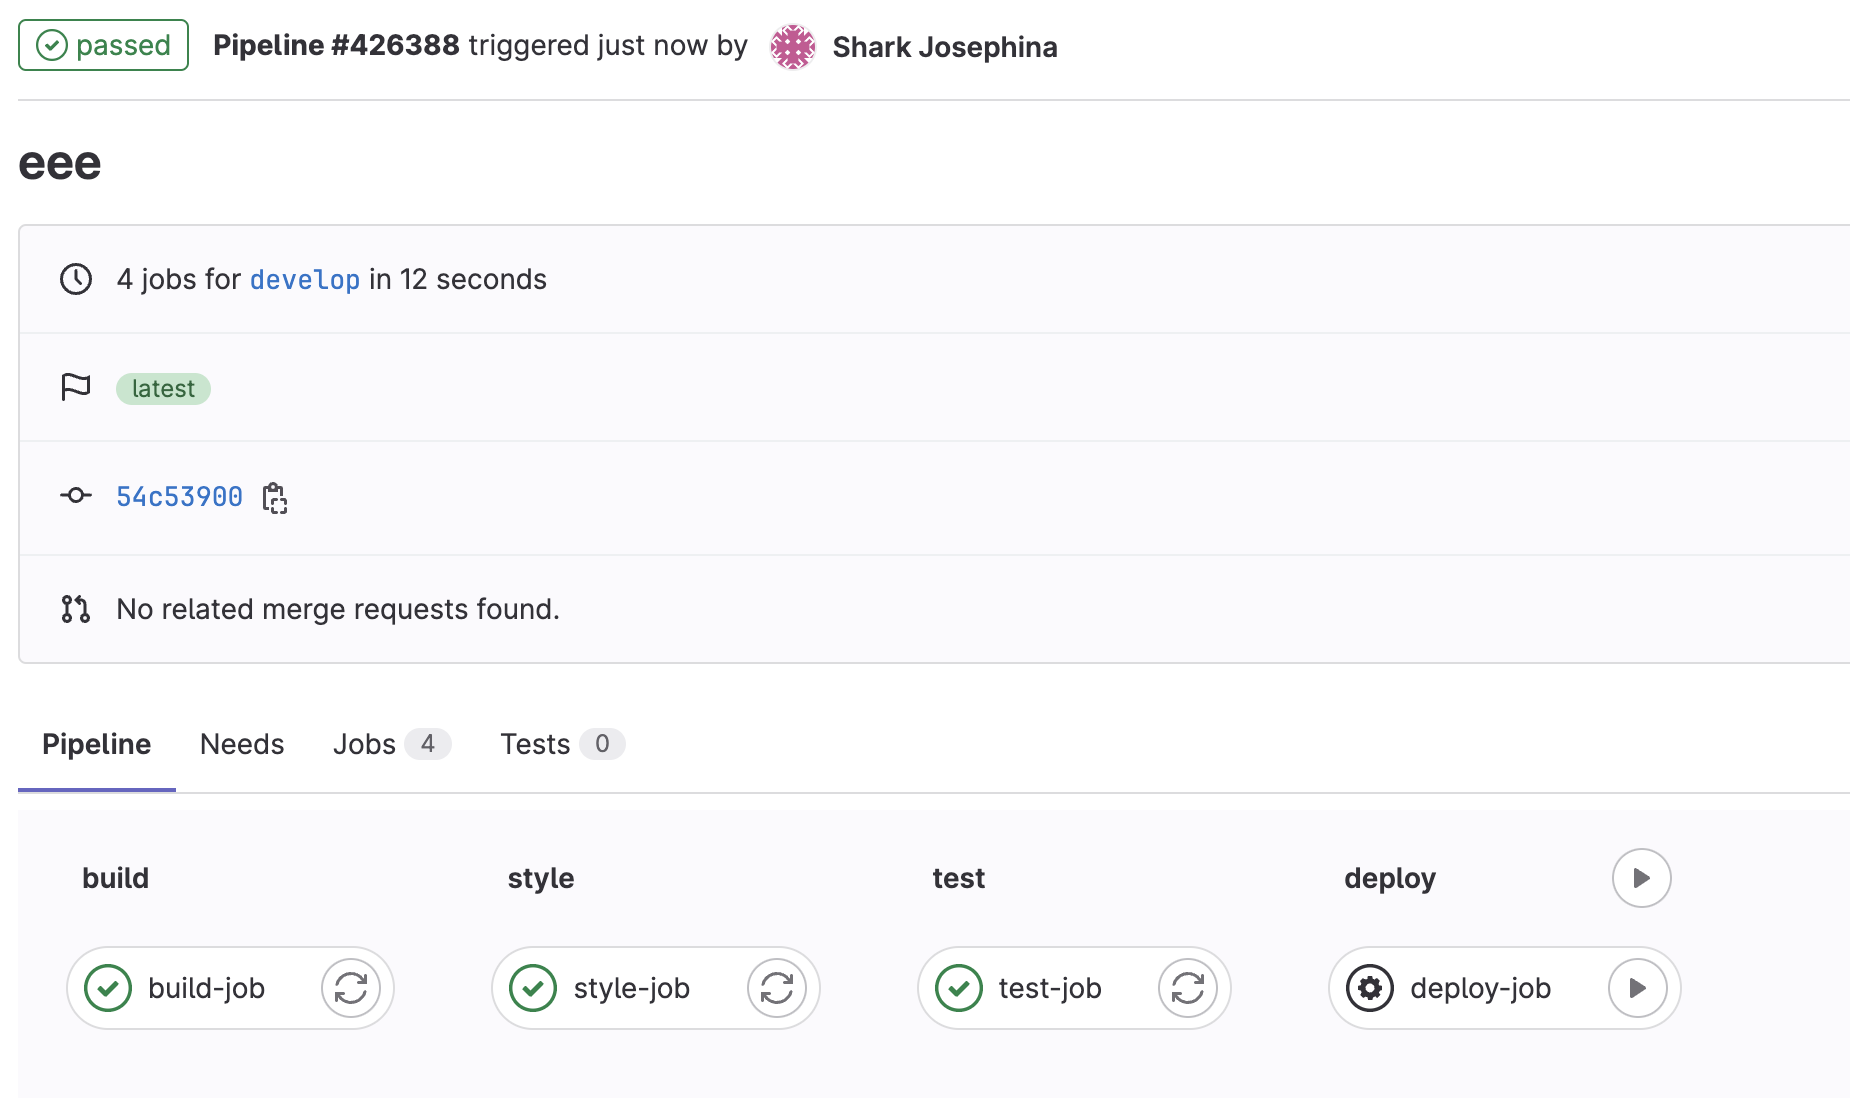 passed Pipeline #426388 triggered just now by Shark Josephina
eee
4 jobs for develop in 12 seconds
latest
54c53900
No related merge requests found.
Pipeline Needs Jobs 4 Tests 0
build style test deploy
build-job style-job test-job deploy-job